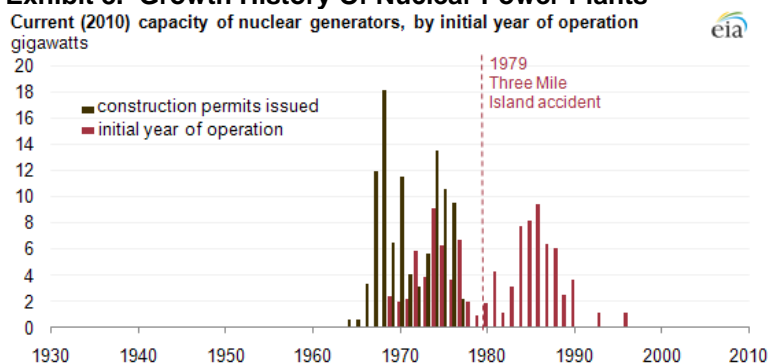 Exhibit 3. Growth History Of Nuclear Power Plants
Current (2010) capacity of nuclear generators, by initial year of operation
eia
gigawatts
20
1979
Three Mile
Island accident
18
construction permits issued
16
initial year of operation
14
12
10
8
6
4
2
0
1930 1940 1950 1960 1970 1980 1990 2000 2010